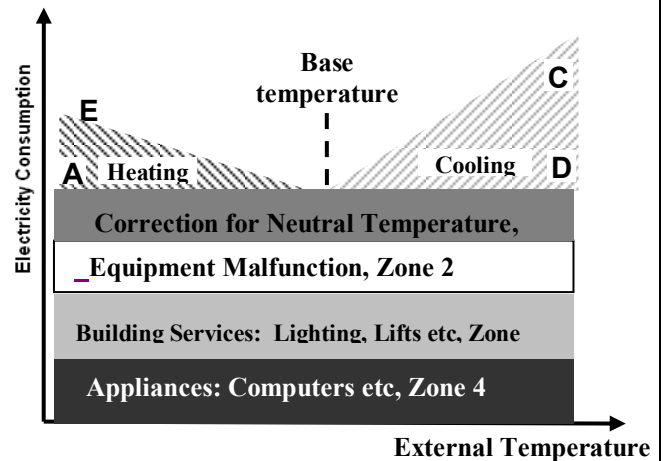 Electricity Consumption
Base
temperature
E
C
A
Heating
Cooling
D
Correction for Neutral Temperature,
_Equipment Malfunction, Zone 2
Building Services: Lighting, Lifts etc, Zone
Appliances: Computers etc, Zone 4
External Temperature